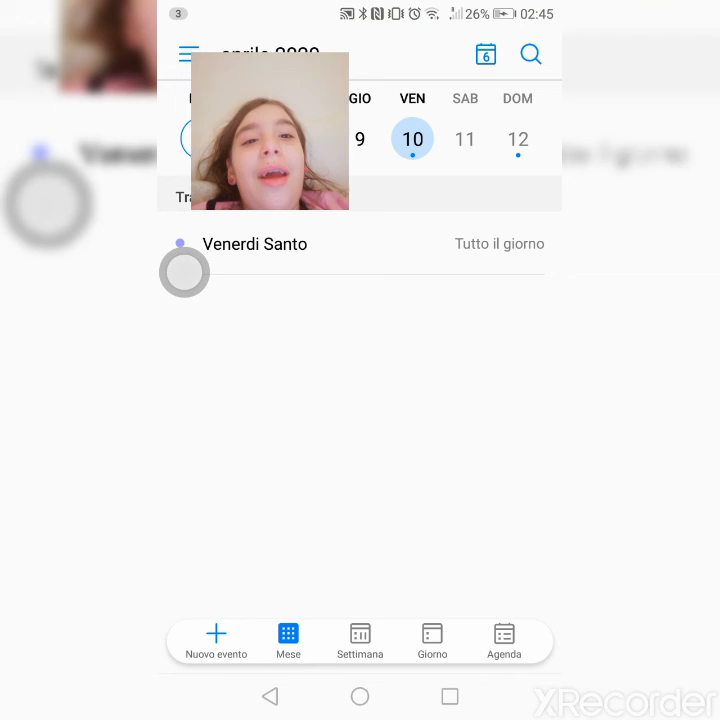 3 26% 02:45
aprile 2020
6
GIO VEN SAB DOM
9 10 11 12
Venerdi Santo Tutto il giorno
Nuovo evento Mese Settimana Giorno Agenda
XRecorder